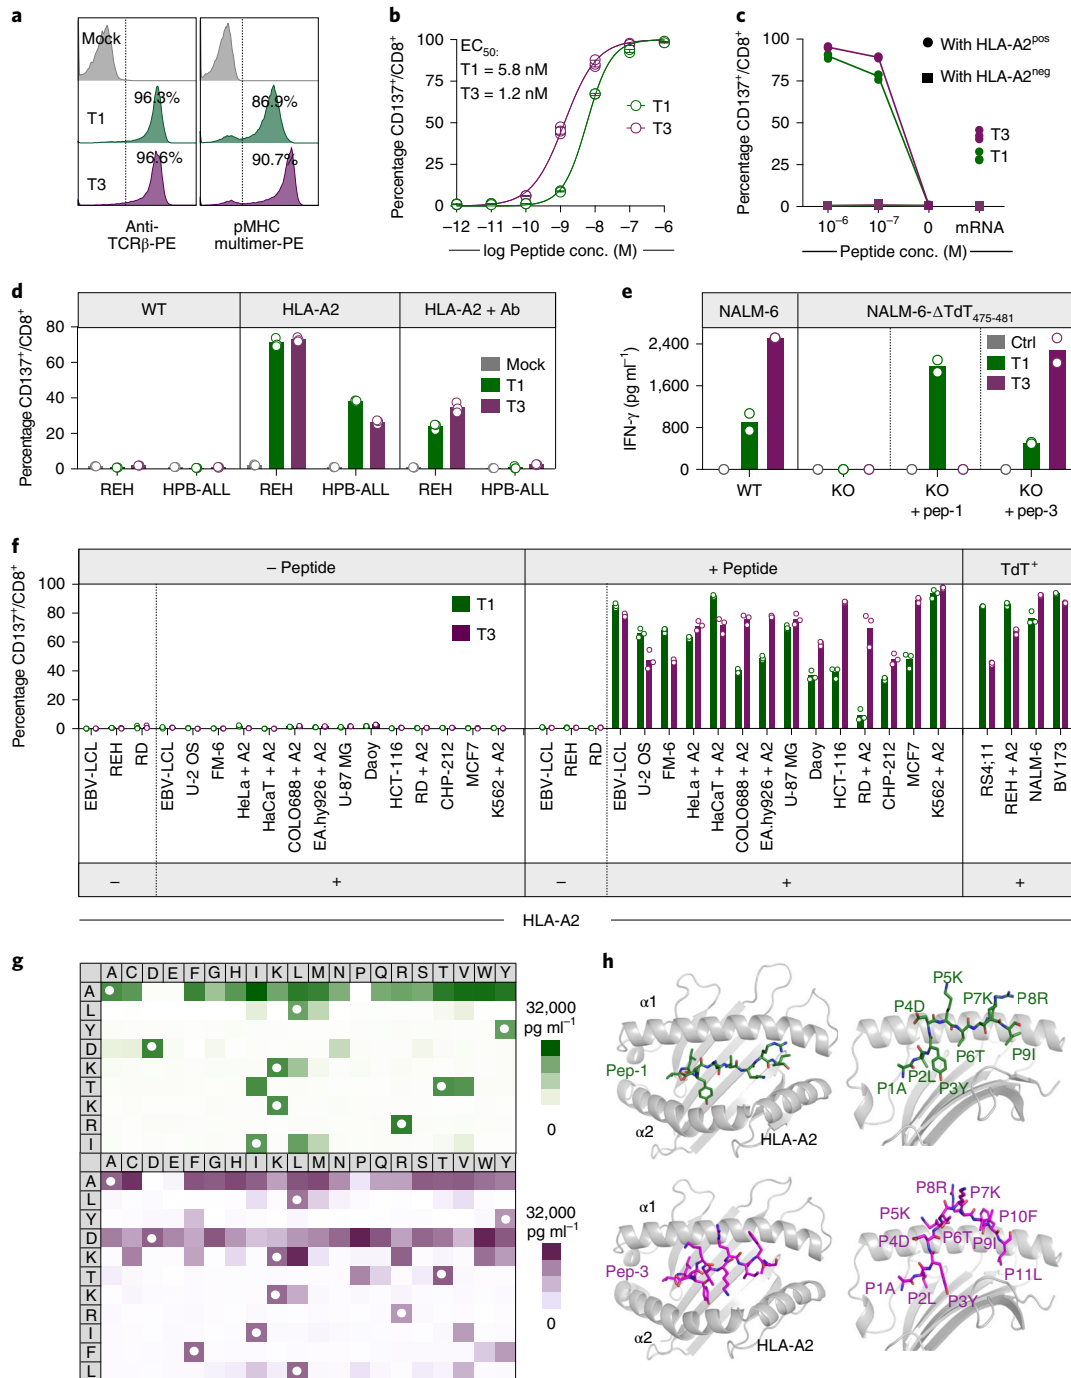 a
Mock
96.3%
86.9%
T1
96.6%
90.7%
T3
Anti-
TCRβ-PE
pMHC
multimer-PE
b
Percentage CD137+/CD8+
100
75
50
25
0
EC50:
T1 = 5.8 nM
T3 = 1.2 nM
T1
T3
−12 −11 −10 −9 −8 −7 −6
log Peptide conc. (M)
c
Percentage CD137+/CD8+
100
75
50
25
0
With HLA-A2pos
With HLA-A2neg
T3
T1
10−6 10−7 0 mRNA
Peptide conc. (M)
d
WT HLA-A2 HLA-A2 + Ab
Percentage CD137+/CD8+
80
60
40
20
0
Mock
T1
T3
REH HPB-ALL REH HPB-ALL REH HPB-ALL
e
NALM-6 NALM-6-ΔTdT475-481
IFN-γ (pg ml−1)
2,400
1,600
800
0
Ctrl
T1
T3
WT KO KO + pep-1 KO + pep-3
f
− Peptide + Peptide TdT+
Percentage CD137+/CD8+
100
80
60
40
20
0
T1
T3
EBV-LCL REH RD EBV-LCL U-2 OS FM-6 HeLa + A2 HaCaT + A2 COLO688 + A2 EA.hy926 + A2 U-87 MG Daoy HCT-116 RD + A2 CHP-212 MCF7 K562 + A2 EBV-LCL REH RD EBV-LCL U-2 OS FM-6 HeLa + A2 HaCaT + A2 COLO688 + A2 EA.hy926 + A2 U-87 MG Daoy HCT-116 RD + A2 CHP-212 MCF7 K562 + A2 RS4;11 REH + A2 NALM-6 BV173
− + − + +
HLA-A2
g
A C D E F G H I K L M N P Q R S T V W Y
A
L
Y
D
K
T
K
R
I
32,000
pg ml−1
0
A C D E F G H I K L M N P Q R S T V W Y
A
L
Y
D
K
T
K
R
I
F
L
32,000
pg ml−1
0
h
α1
Pep-1
α2
HLA-A2
P5K
P4D
P7K
P8R
P6T
P9I
P1A
P2L
P3Y
α1
Pep-3
α2
HLA-A2
P8R
P7K
P5K
P10F
P4D
P6T
P9I
P11L
P1A
P2L
P3Y